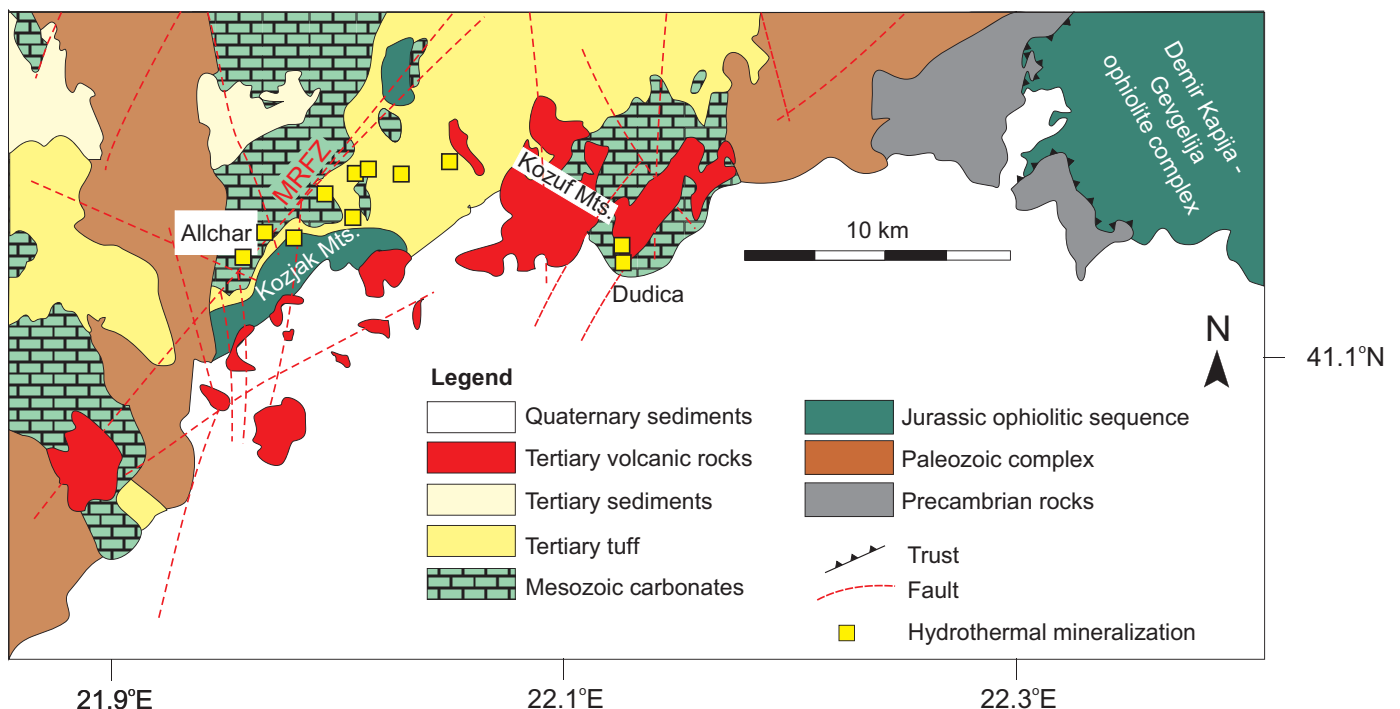 Demir Kapija -
Gevgelija
ophiolite complex
MRFZ
Kozuf Mts.
Allchar
Kozjak Mts.
10 km
Dudica
N
41.1°N
Legend
Quaternary sediments
Tertiary volcanic rocks
Tertiary sediments
Tertiary tuff
Mesozoic carbonates
Jurassic ophiolitic sequence
Paleozoic complex
Precambrian rocks
Trust
Fault
Hydrothermal mineralization
21.9°E
22.1°E
22.3°E